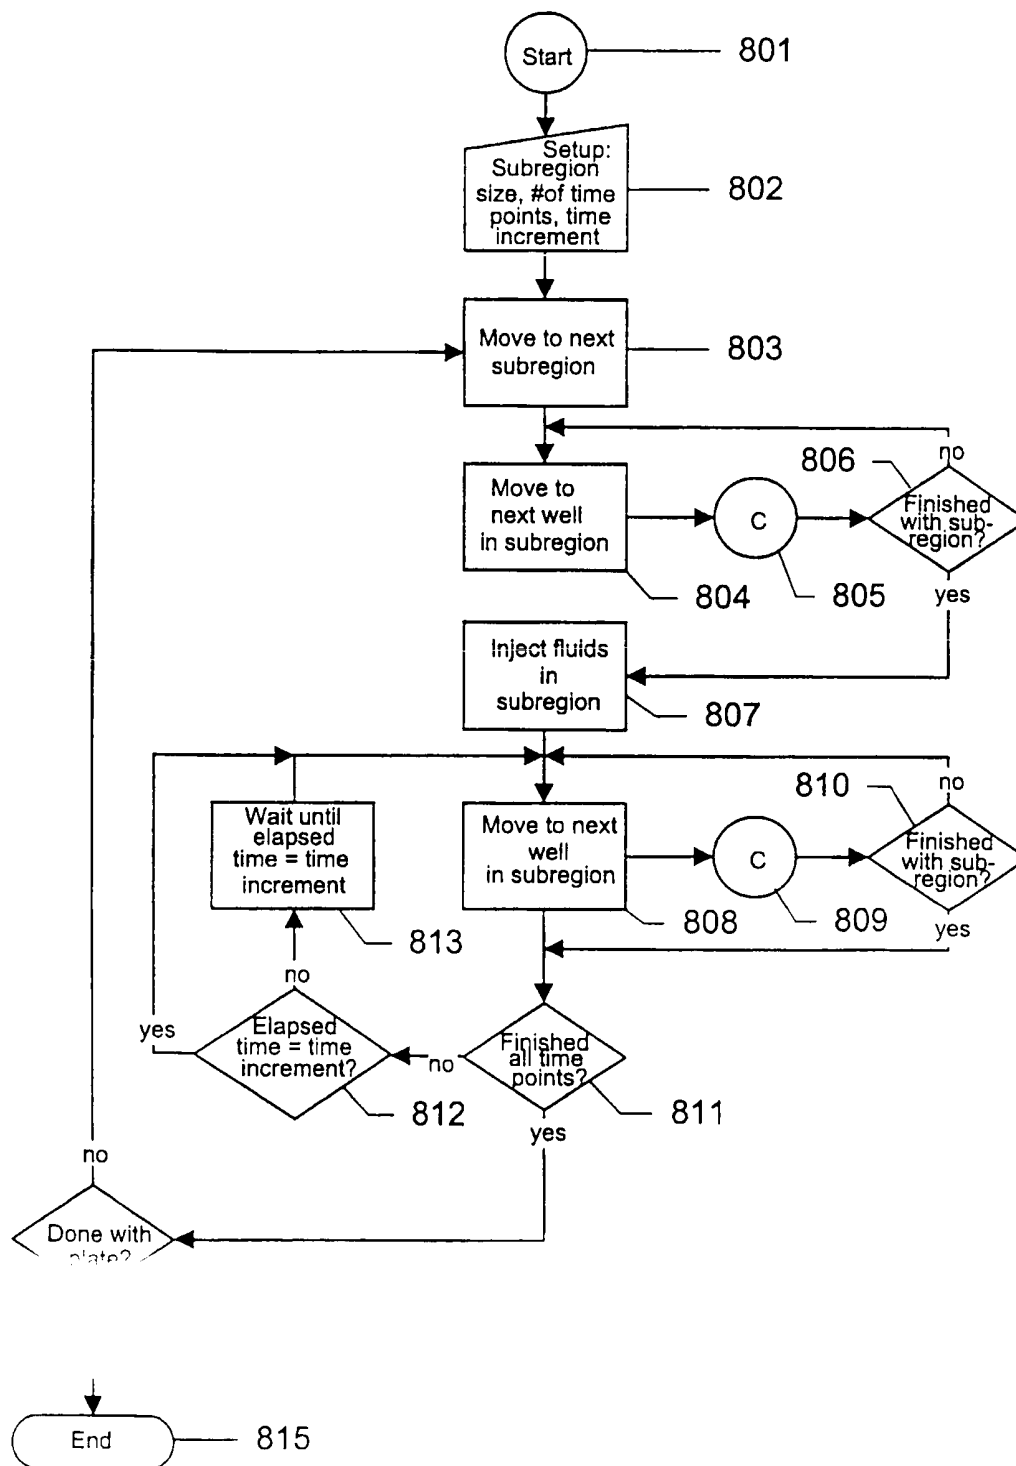 Start
801
Setup:
Subregion
size, #of time
points, time
increment
802
Move to next
subregion
803
no
806
Move to
next well
in subregion
804
C
805
Finished
with sub-
region?
yes
Inject fluids
in
subregion
807
no
810
Wait until
elapsed
time = time
increment
813
Move to next
well
in subregion
808
C
809
Finished
with sub-
region?
yes
no
yes
Elapsed
time = time
increment?
812
no
Finished
all time
points?
811
yes
no
Done with
plate?
End
815